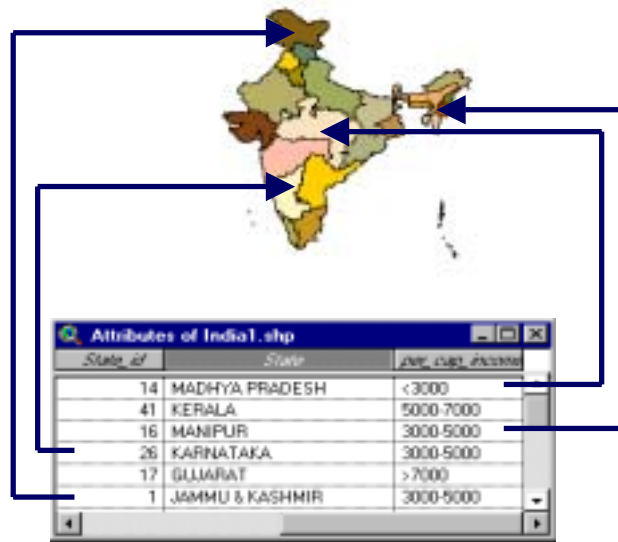 Attributes of India1.shp
State_id State per_cap_income
14 MADHYA PRADESH <3000
41 KERALA 5000-7000
16 MANIPUR 3000-5000
26 KARNATAKA 3000-5000
17 GUJARAT >7000
1 JAMMU & KASHMIR 3000-5000